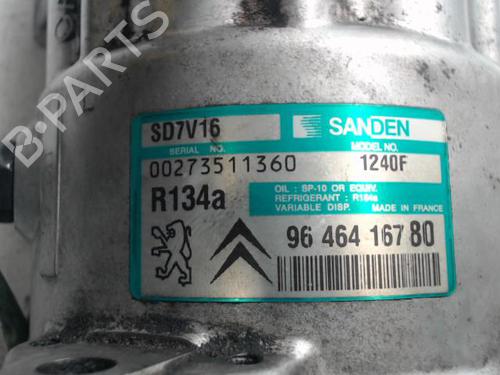 SD7V16 SANDEN
SERIAL NO. MODEL NO.
00273511360 1240F
R134a
OIL : SP-10 OR EQUIV.
REFRIGERANT : R134a
VARIABLE DISP. MADE IN FRANCE
96 464 167 80
B-PARTS